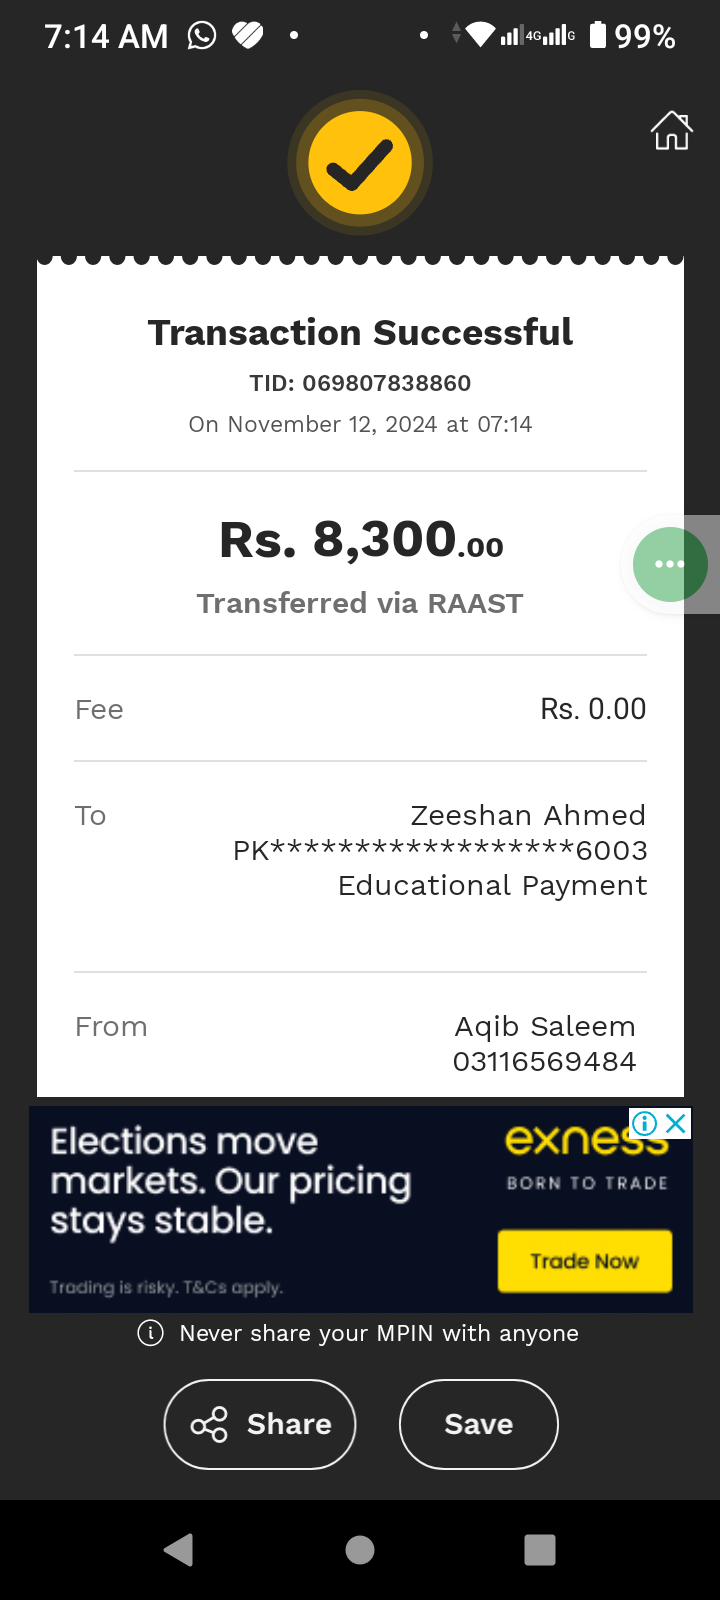 7:14 AM
4G
G
99%
Transaction Successful
TID: 069807838860
On November 12, 2024 at 07:14
Rs. 8,300.00
Transferred via RAAST
Fee
Rs. 0.00
To
Zeeshan Ahmed
PK******************6003
Educational Payment
From
Aqib Saleem
03116569484
Elections move
markets. Our pricing
stays stable.
Trading is risky. T&Cs apply.
exness
BORN TO TRADE
Trade Now
Never share your MPIN with anyone
Share
Save